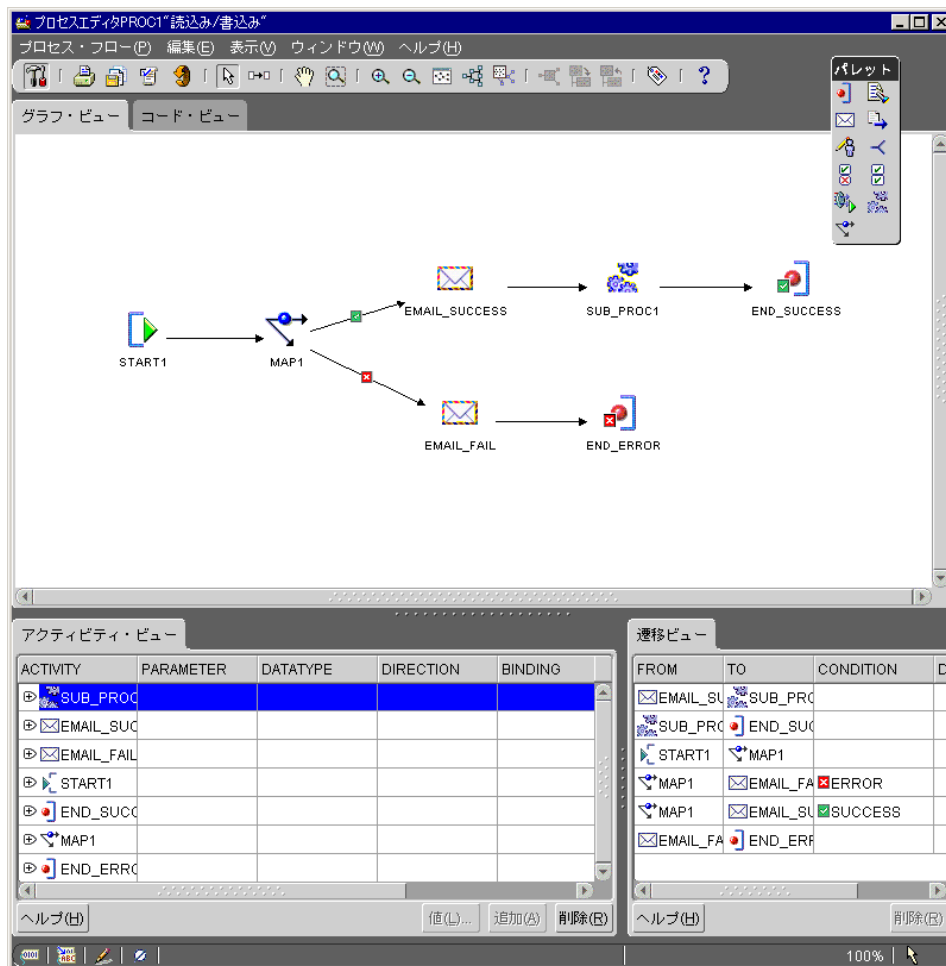 プロセスエディタPROC1"読込み/書込み"
プロセス・フロー(P) 編集(E) 表示(V) ウィンドウ(W) ヘルプ(H)
パレット
グラフ・ビュー コード・ビュー
EMAIL_SUCCESS SUB_PROC1 END_SUCCESS
START1 MAP1
EMAIL_FAIL END_ERROR
アクティビティ・ビュー
ACTIVITY PARAMETER DATATYPE DIRECTION BINDING
SUB_PROC
EMAIL_SUC
EMAIL_FAIL
START1
END_SUCC
MAP1
END_ERRO
ヘルプ(H) 値(L)... 追加(A) 削除(R)
遷移ビュー
FROM TO CONDITION D
EMAIL_SU SUB_PRO
SUB_PRO END_SUC
START1 MAP1
MAP1 EMAIL_FA ERROR
MAP1 EMAIL_SU SUCCESS
EMAIL_FA END_ERR
ヘルプ(H) 削除(R)
100%